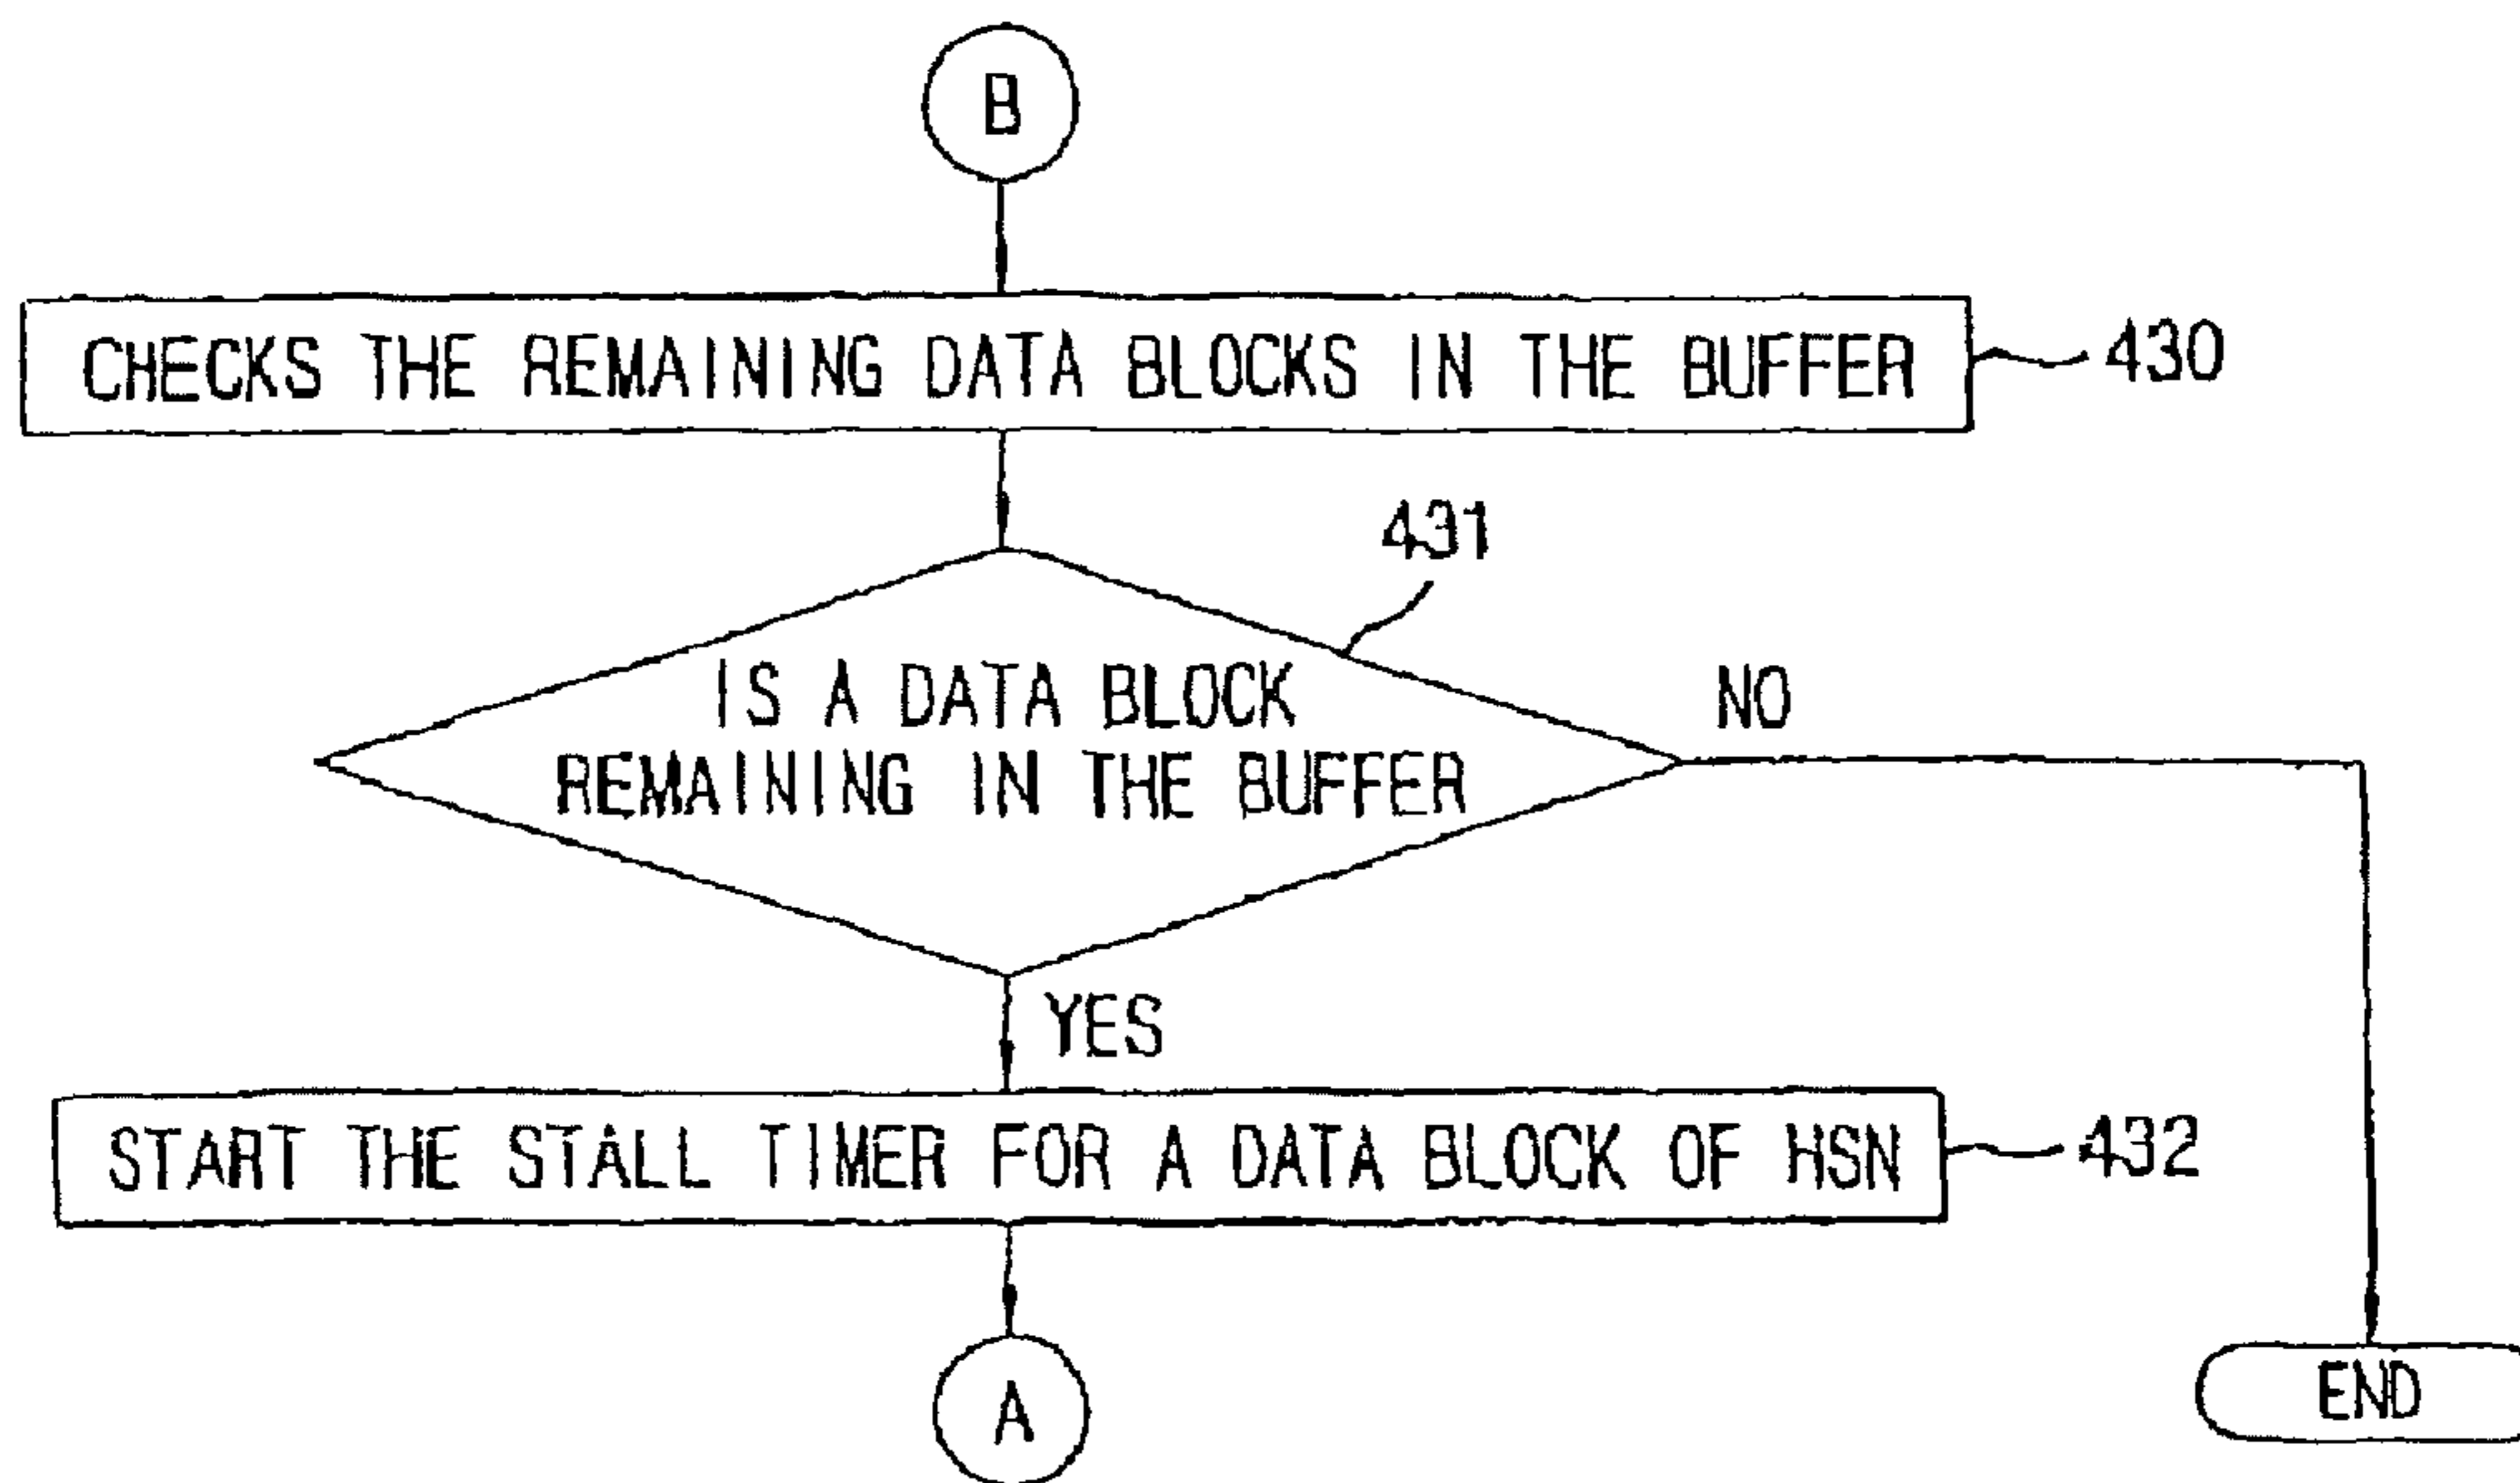 B
CHECKS THE REMAINING DATA BLOCKS IN THE BUFFER
430
431
IS A DATA BLOCK
REMAINING IN THE BUFFER
NO
YES
START THE STALL TIMER FOR A DATA BLOCK OF HSN
432
A
END